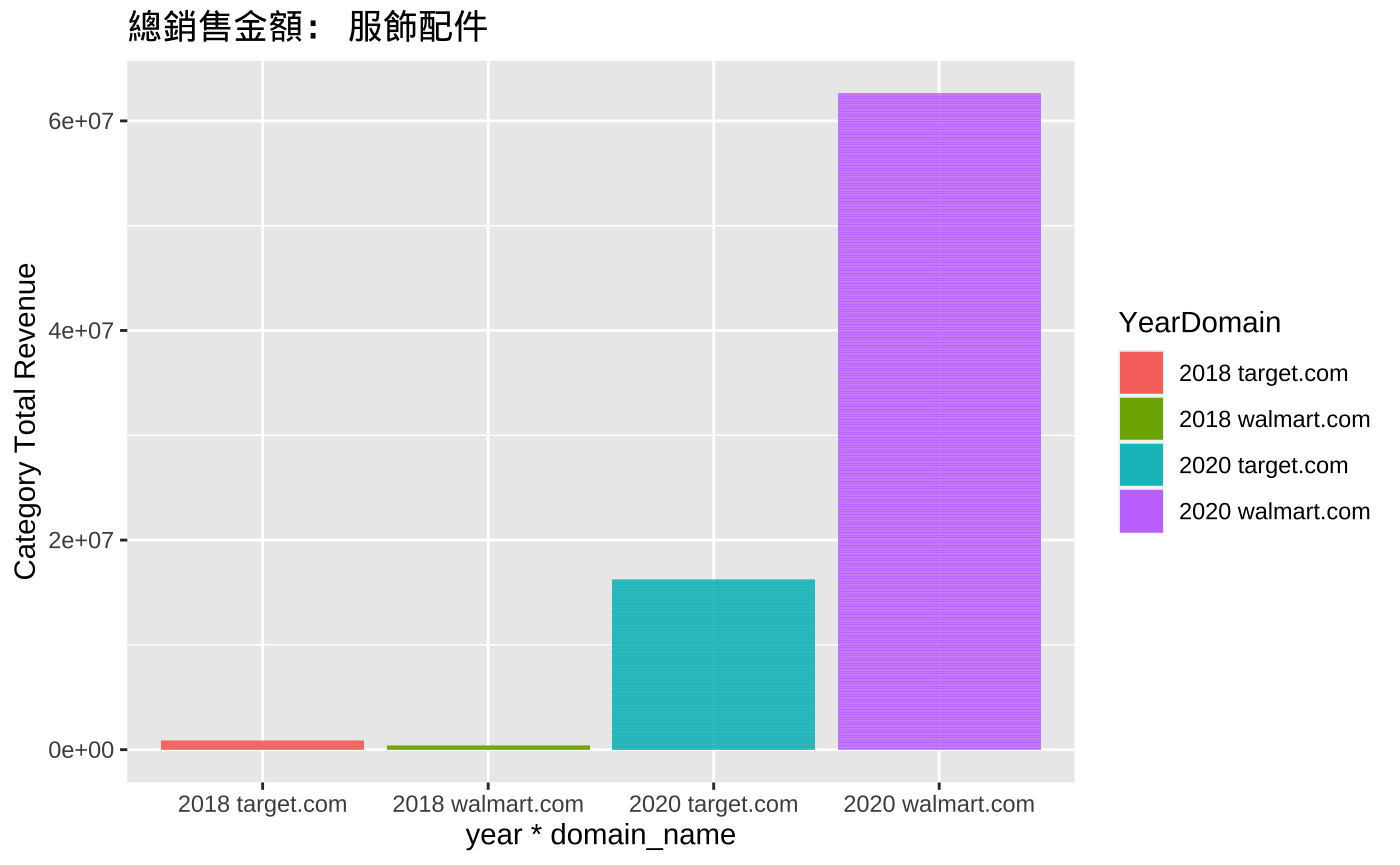 總銷售金額: 服飾配件
Category Total Revenue
6e+07
4e+07
2e+07
0e+00
2018 target.com
2018 walmart.com
2020 target.com
2020 walmart.com
year * domain_name
YearDomain
2018 target.com
2018 walmart.com
2020 target.com
2020 walmart.com